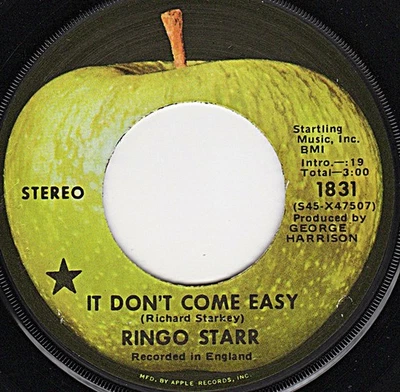 Startling
Music, Inc.
BMI
Intro.—:19
Total—3:00
STEREO
1831
(S45-X47507)
Produced by
GEORGE
HARRISON
IT DON'T COME EASY
(Richard Starkey)
RINGO STARR
Recorded in England
MFD. BY APPLE RECORDS, INC.